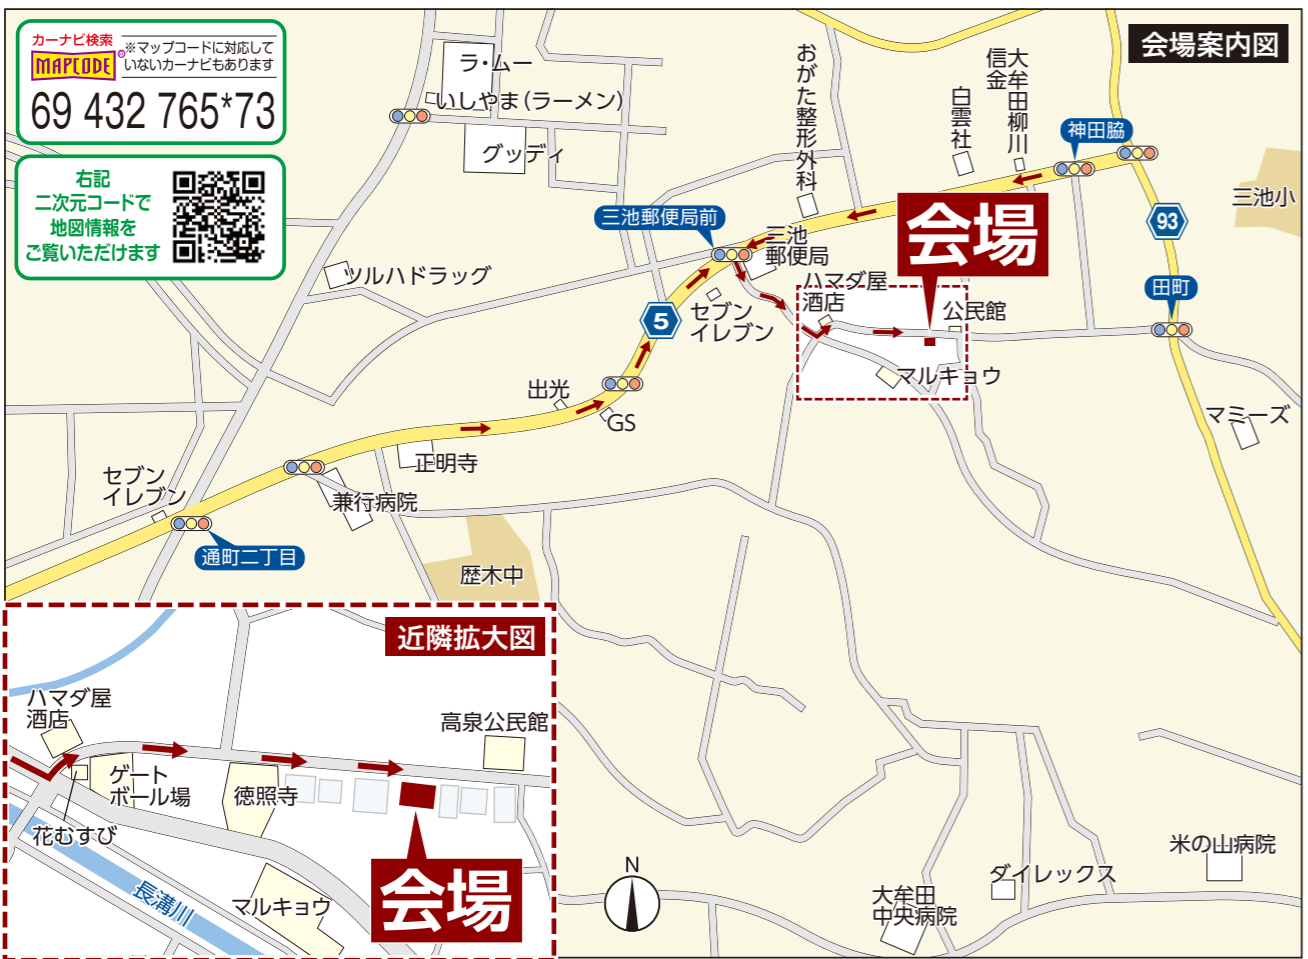 カーナビ検索
MAPCODE®
※マップコードに対応して
いないカーナビもあります
69 432 765*73
右記
二次元コードで
地図情報を
ご覧いただけます
会場案内図
ラ・ムー
いしやま(ラーメン)
グッディ
おがた整形外科
白雲社
大牟田柳川
信金
神田脇
三池小
93
三池郵便局前
三池
郵便局
会場
ツルハドラッグ
ハマダ屋
酒店
公民館
田町
5
セブン
イレブン
マルキョウ
出光
GS
マミーズ
正明寺
セブン
イレブン
兼行病院
通町二丁目
歴木中
近隣拡大図
ハマダ屋
酒店
高泉公民館
ゲート
ボール場
徳照寺
花むすび
会場
長溝川
マルキョウ
N
米の山病院
ダイレックス
大牟田
中央病院